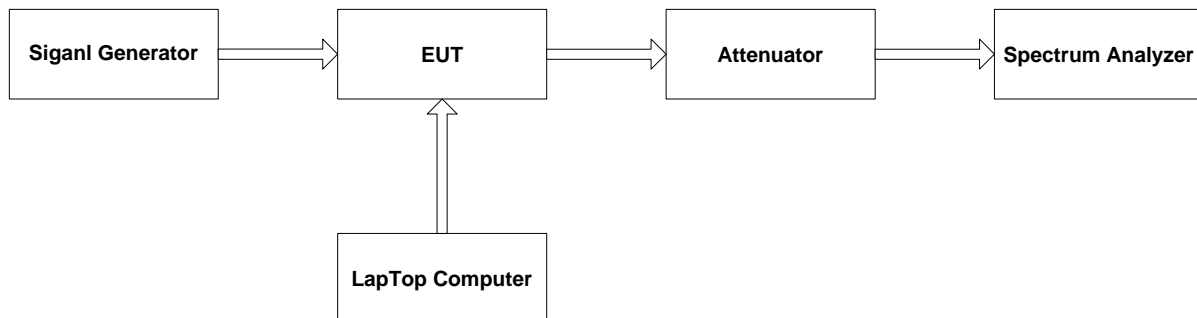 Siganl Generator
EUT
Attenuator
Spectrum Analyzer
LapTop Computer